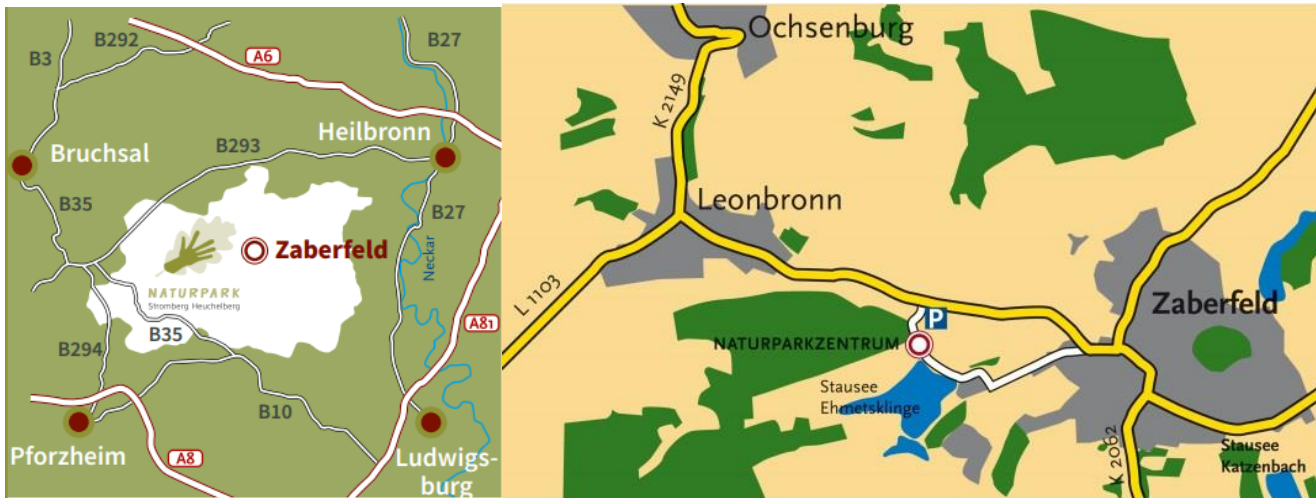 B3
B292
A6
B27
Heilbronn
Bruchsal
B293
B35
B27
Neckar
Zaberfeld
NATURPARK
Stromberg Heuchelberg
A81
B35
B294
B10
Pforzheim
A8
Ludwigs-
burg
Ochsenburg
K 2149
Leonbronn
L 1103
Zaberfeld
P
NATURPARKZENTRUM
Stausee
Ehmetsklinge
K 2062
Stausee
Katzenbach